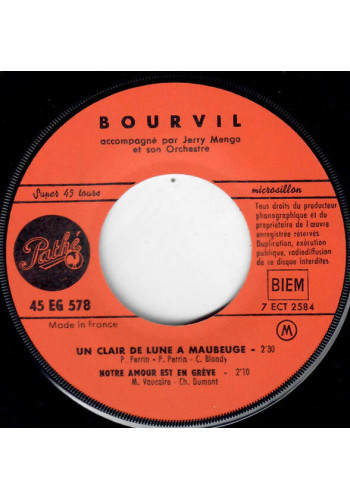 BOURVIL
accompagné par Jerry Mengo
et son Orchestre
Super 45 tours
microsillon
Pathé
Tous droits du producteur
phonographique et du
propriétaire de l'œuvre
enregistrée réservés
Duplication, exécution
publique, radiodiffusion
de ce disque interdites
45 EG 578
BIEM
7 ECT 2584
Made in France
M
UN CLAIR DE LUNE A MAUBEUGE - 2'30
P. Perrin - P. Perrin - C. Blondy
NOTRE AMOUR EST EN GRÈVE - 2'10
M. Vaucaire - Ch. Dumont